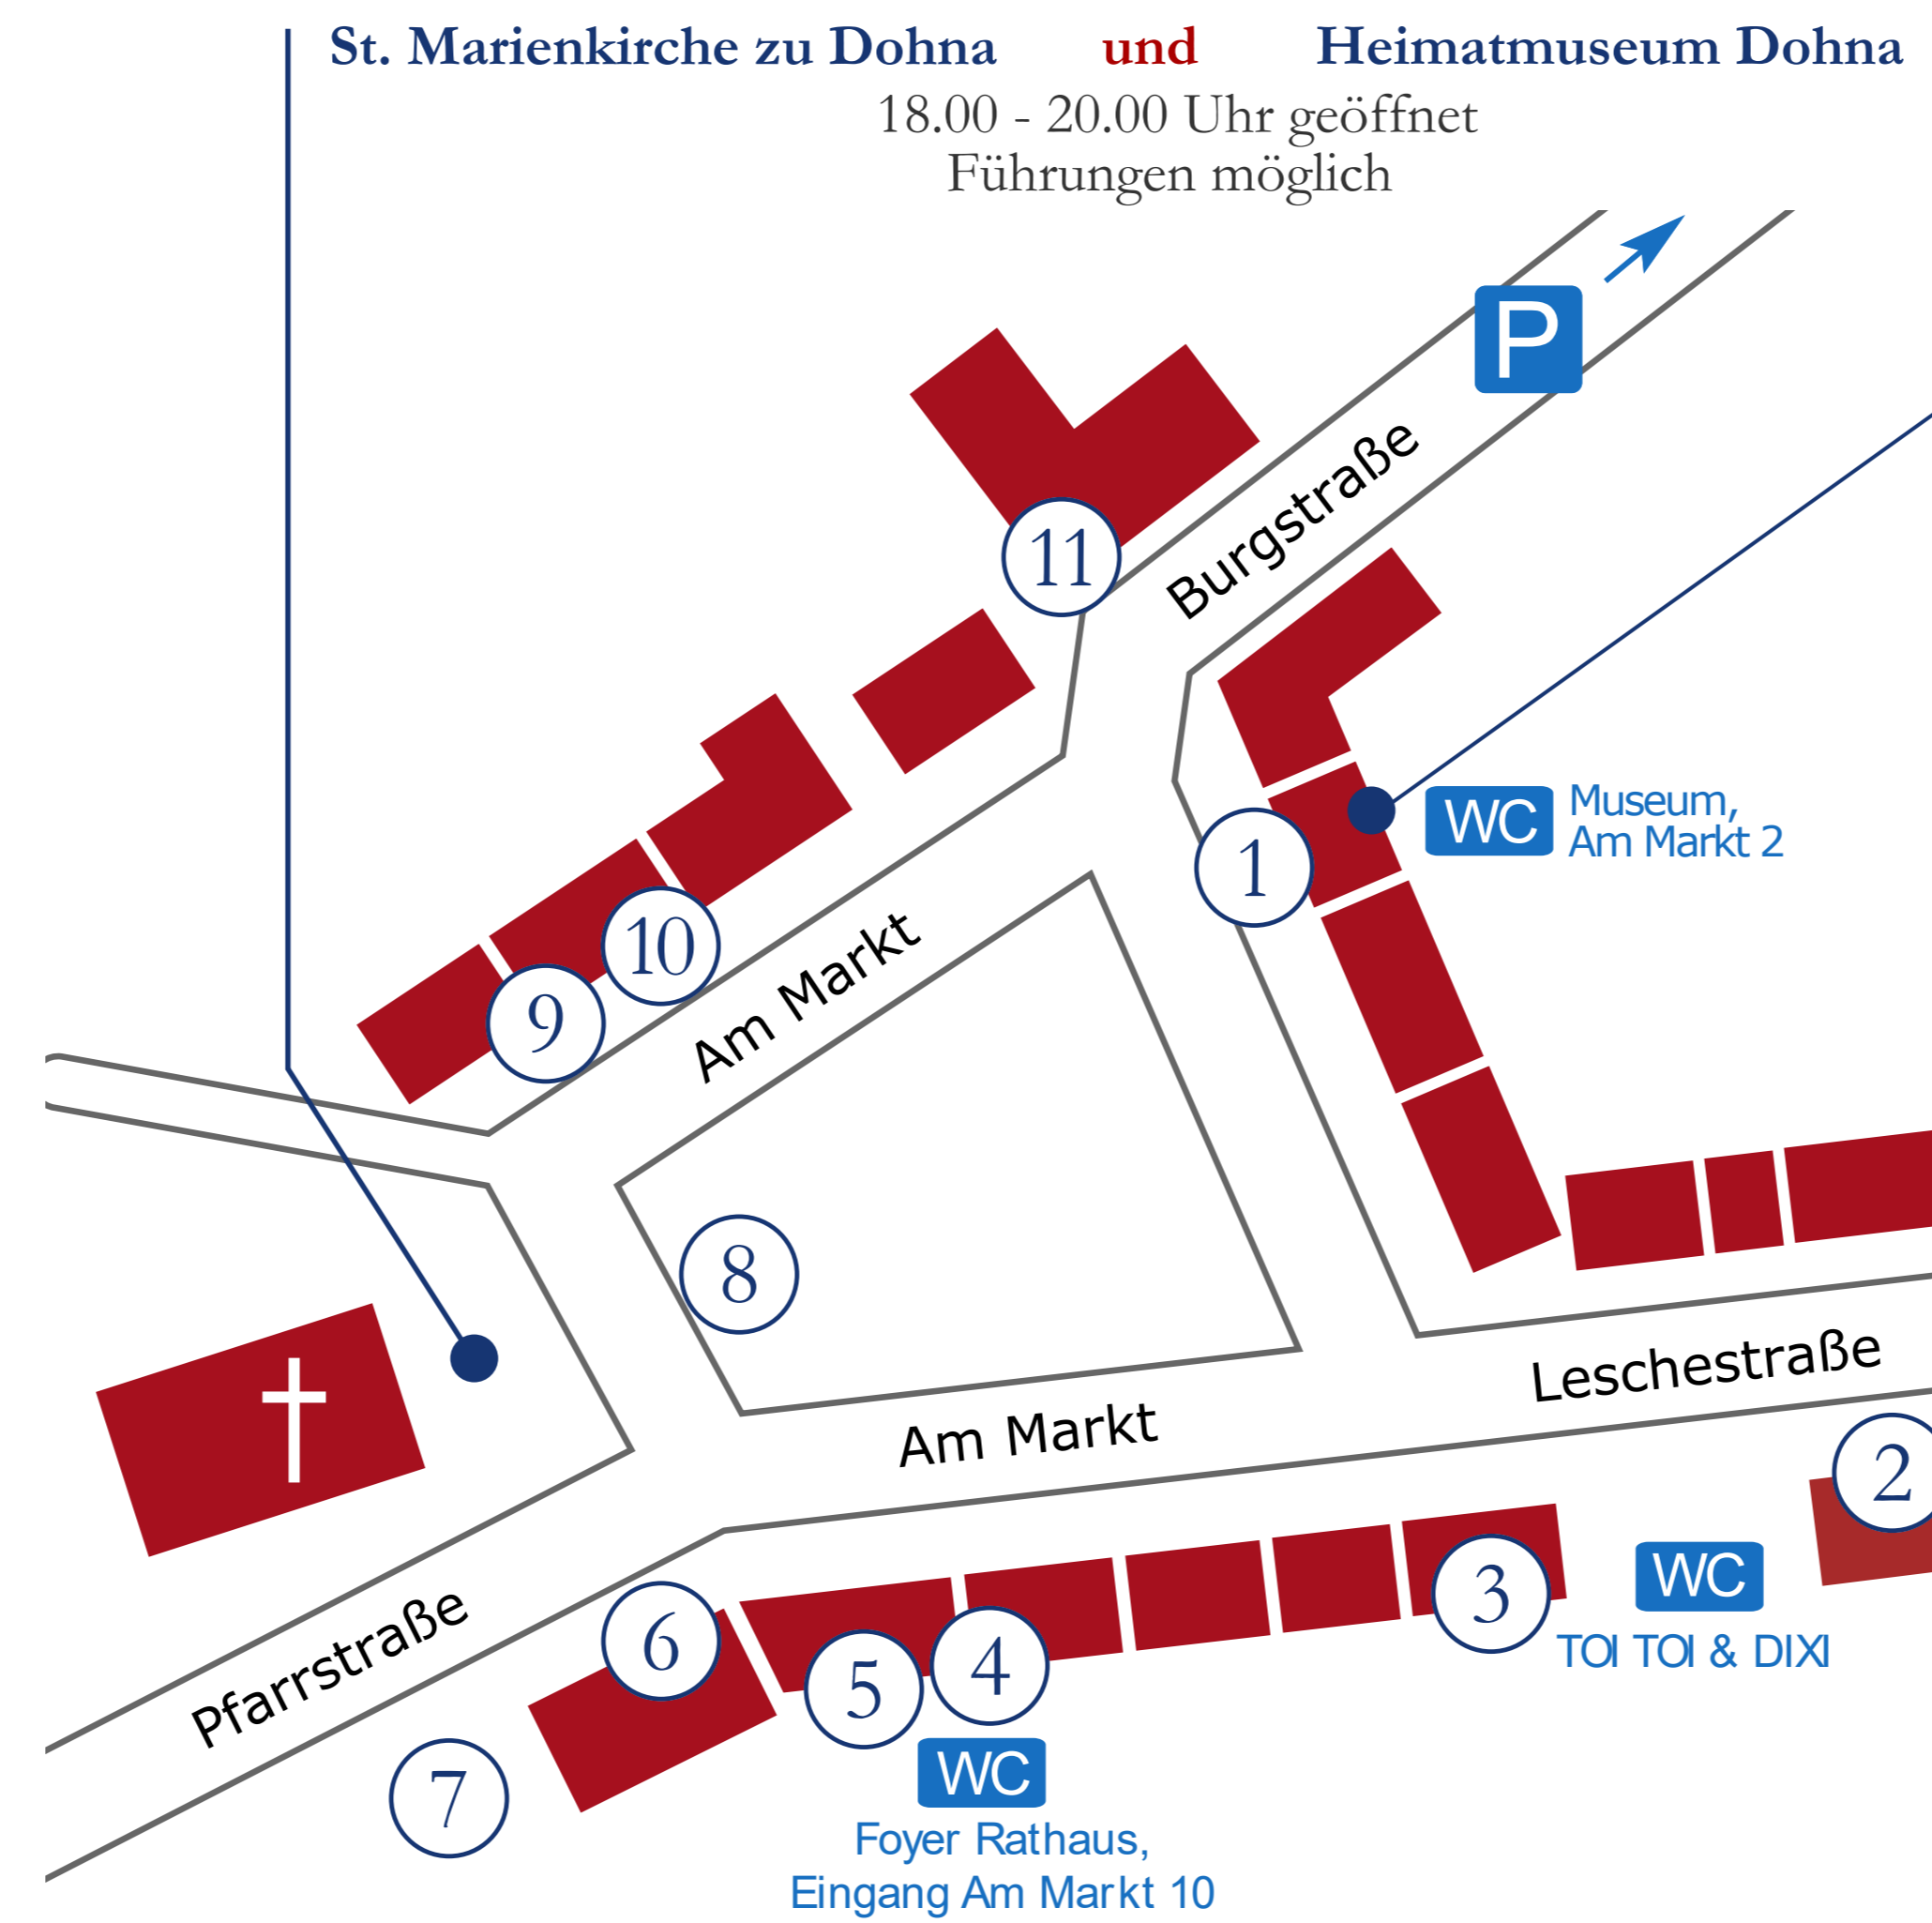 St. Marienkirche zu Dohna und Heimatmuseum Dohna
18.00 - 20.00 Uhr geöffnet
Führungen möglich
P
Burgstraße
11
WC Museum,
Am Markt 2
1
10
9
Am Markt
8
Leschestraße
Am Markt
2
3
WC
TOI TOI & DIXI
6
5
4
Pfarrstraße
7
WC
Foyer Rathaus,
Eingang Am Markt 10